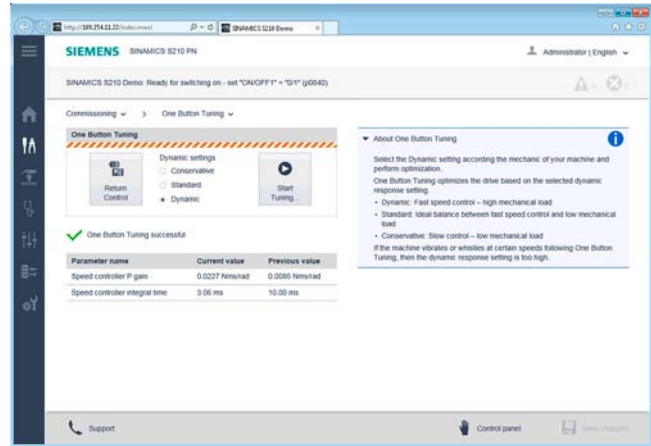 SINAMICS S210 Demo
SIEMENS SINAMICS S210 PN
Administrator | English
SINAMICS S210 Demo: Ready for switching on - set "ON/OFF1" = "0/1" (p0840)
Commissioning > One Button Tuning
One Button Tuning
Dynamic settings
Conservative
Standard
Dynamic
Return Control
Start Tuning...
One Button Tuning successful
Parameter name Current value Previous value
Speed controller P gain 0.0227 Nms/rad 0.0085 Nms/rad
Speed controller integral time 3.06 ms 10.00 ms
About One Button Tuning
Select the Dynamic setting according the mechanic of your machine and
perform optimization.
One Button Tuning optimizes the drive based on the selected dynamic
response setting.
• Dynamic: Fast speed control – high mechanical load
• Standard: Ideal balance between fast speed control and low mechanical
load
• Conservative: Slow control – low mechanical load
If the machine vibrates or whistles at certain speeds following One Button
Tuning, then the dynamic response setting is too high.
Support
Control panel
Save changes